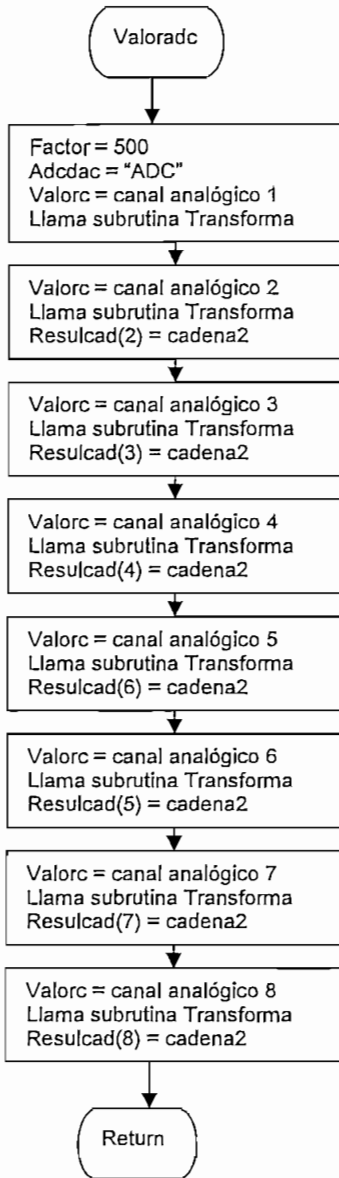 Valoradc
Factor = 500
Adcdac = “ADC”
Valorc = canal analógico 1
Llama subrutina Transforma
Valorc = canal analógico 2
Llama subrutina Transforma
Resulcad(2) = cadena2
Valorc = canal analógico 3
Llama subrutina Transforma
Resulcad(3) = cadena2
Valorc = canal analógico 4
Llama subrutina Transforma
Resulcad(4) = cadena2
Valorc = canal analógico 5
Llama subrutina Transforma
Resulcad(6) = cadena2
Valorc = canal analógico 6
Llama subrutina Transforma
Resulcad(5) = cadena2
Valorc = canal analógico 7
Llama subrutina Transforma
Resulcad(7) = cadena2
Valorc = canal analógico 8
Llama subrutina Transforma
Resulcad(8) = cadena2
Return